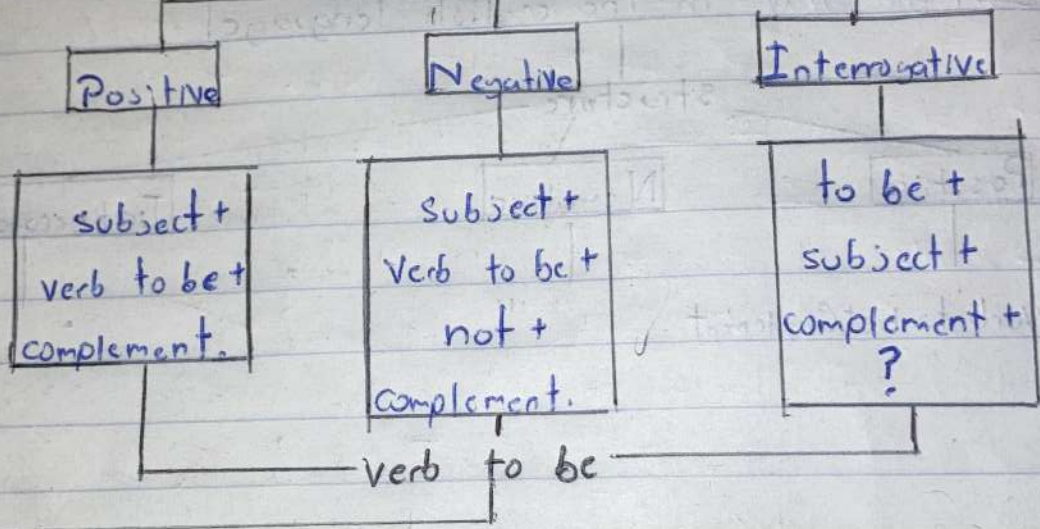 Positive
Negative
Interrogative
subject +
verb to be +
complement.
subject +
Verb to be +
not +
complement.
to be +
subject +
complement +
?
verb to be